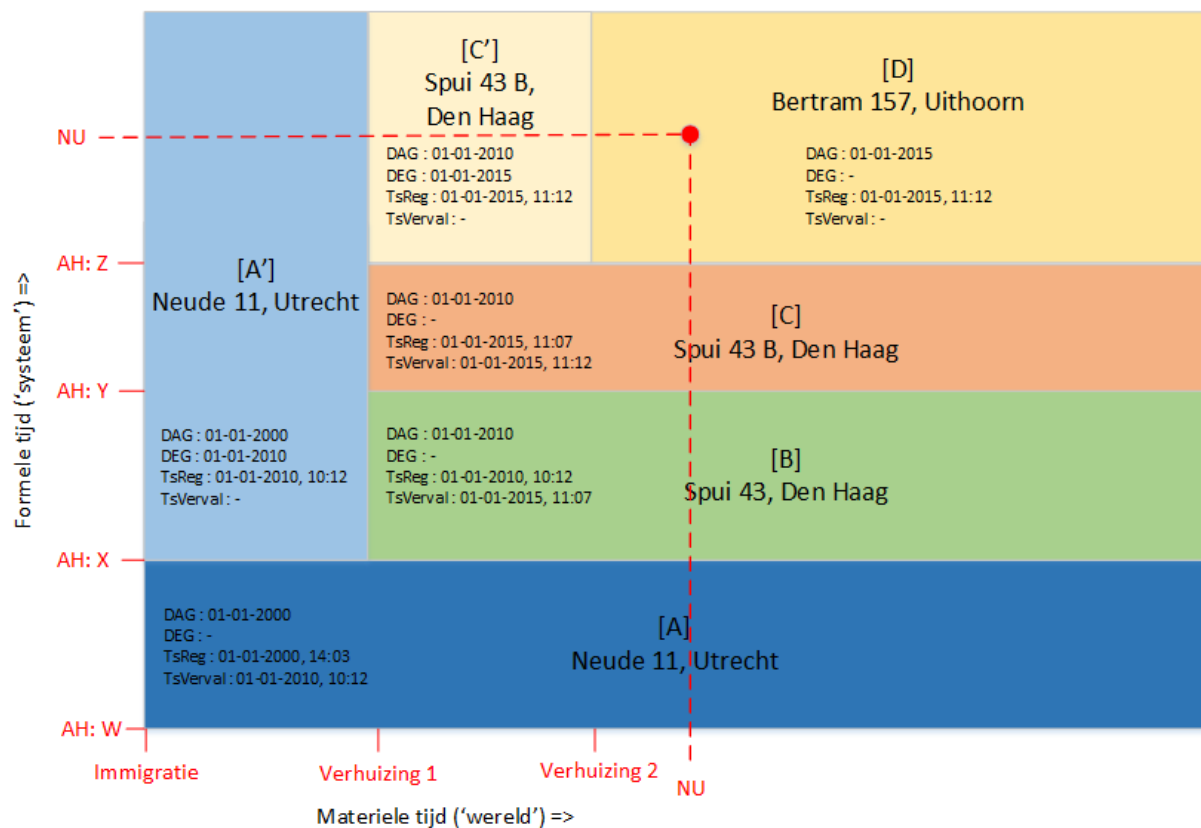 [C’]
Spui 43 B,
Den Haag
DAG : 01-01-2010
DEG : 01-01-2015
TsReg : 01-01-2015, 11:12
TsVerval : -
[D]
Bertram 157, Uithoorn
DAG : 01-01-2015
DEG : -
TsReg : 01-01-2015, 11:12
TsVerval : -
NU
AH: Z
[A’]
Neude 11, Utrecht
DAG : 01-01-2000
DEG : 01-01-2010
TsReg : 01-01-2010, 10:12
TsVerval : -
DAG : 01-01-2010
DEG : -
TsReg : 01-01-2015, 11:07
TsVerval : 01-01-2015, 11:12
[C]
Spui 43 B, Den Haag
AH: Y
DAG : 01-01-2010
DEG : -
TsReg : 01-01-2010, 10:12
TsVerval : 01-01-2015, 11:07
[B]
Spui 43, Den Haag
AH: X
DAG : 01-01-2000
DEG : -
TsReg : 01-01-2000, 14:03
TsVerval : 01-01-2010, 10:12
[A]
Neude 11, Utrecht
AH: W
Formele tijd (‘systeem’) =>
Immigratie
Verhuizing 1
Verhuizing 2
NU
Materiele tijd (‘wereld’) =>